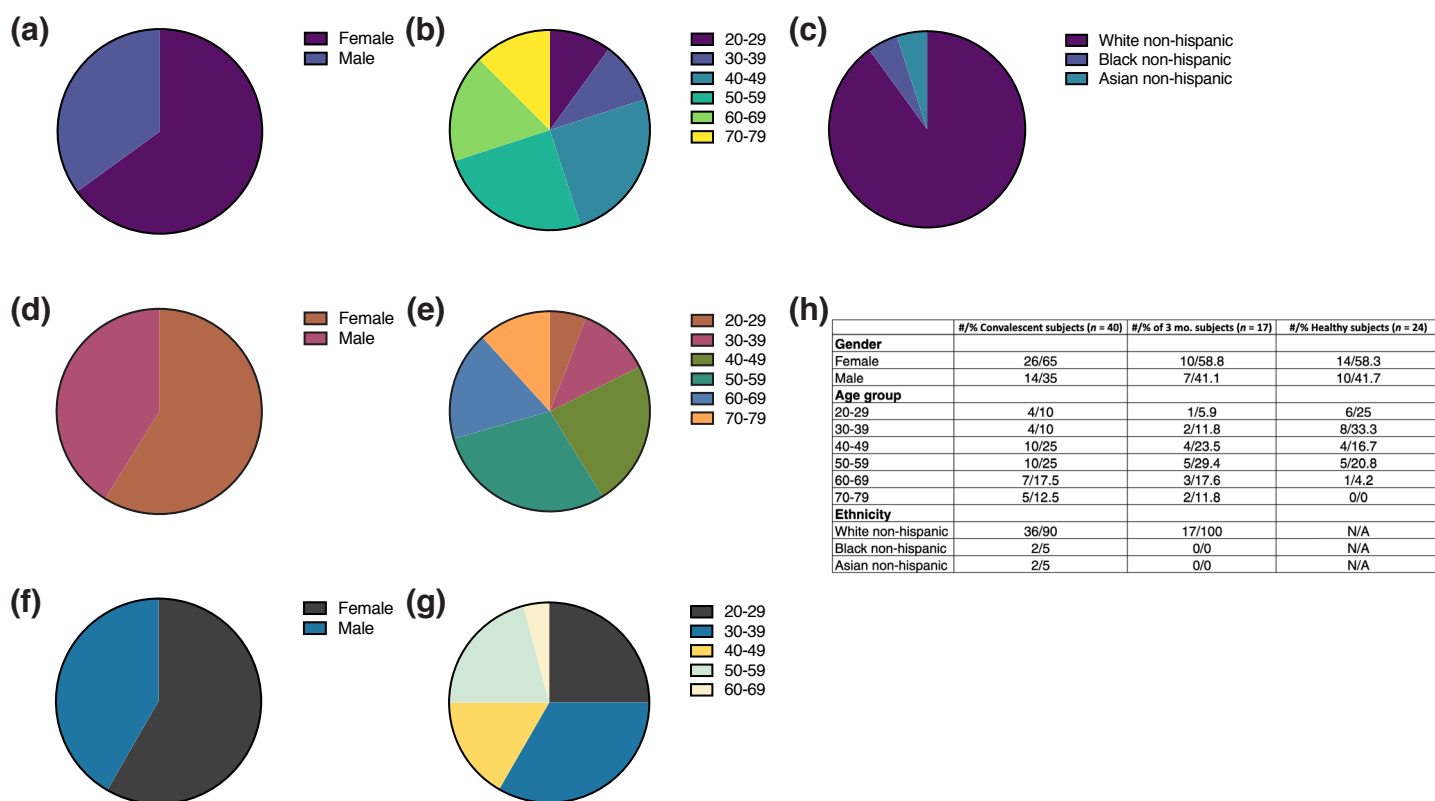 (a)
Female
Male
(b)
20-29
30-39
40-49
50-59
60-69
70-79
(c)
White non-hispanic
Black non-hispanic
Asian non-hispanic
(d)
Female
Male
(e)
20-29
30-39
40-49
50-59
60-69
70-79
(h)
#/% Convalescent subjects (n = 40) #/% of 3 mo. subjects (n = 17) #/% Healthy subjects (n = 24)
Gender
Female 26/65 10/58.8 14/58.3
Male 14/35 7/41.1 10/41.7
Age group
20-29 4/10 1/5.9 6/25
30-39 4/10 2/11.8 8/33.3
40-49 10/25 4/23.5 4/16.7
50-59 10/25 5/29.4 5/20.8
60-69 7/17.5 3/17.6 1/4.2
70-79 5/12.5 2/11.8 0/0
Ethnicity
White non-hispanic 36/90 17/100 N/A
Black non-hispanic 2/5 0/0 N/A
Asian non-hispanic 2/5 0/0 N/A
(f)
Female
Male
(g)
20-29
30-39
40-49
50-59
60-69